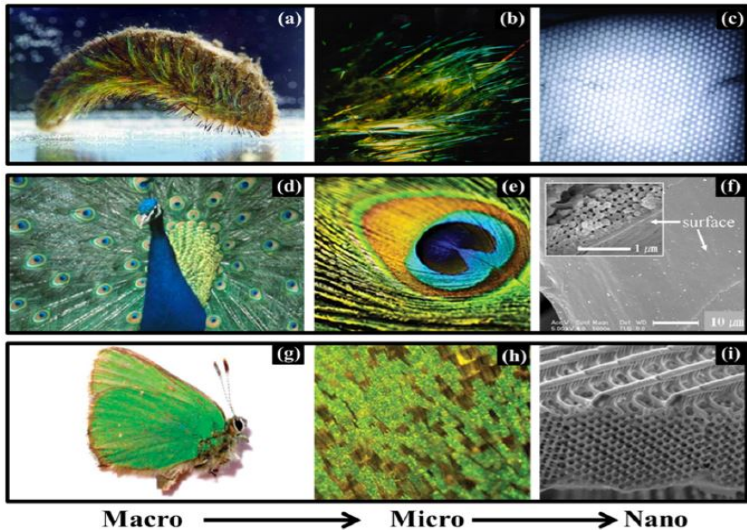 (a)
(b)
(c)
(d)
(e)
(f)
surface
1 μm
10 μm
(g)
(h)
(i)
Macro
Micro
Nano